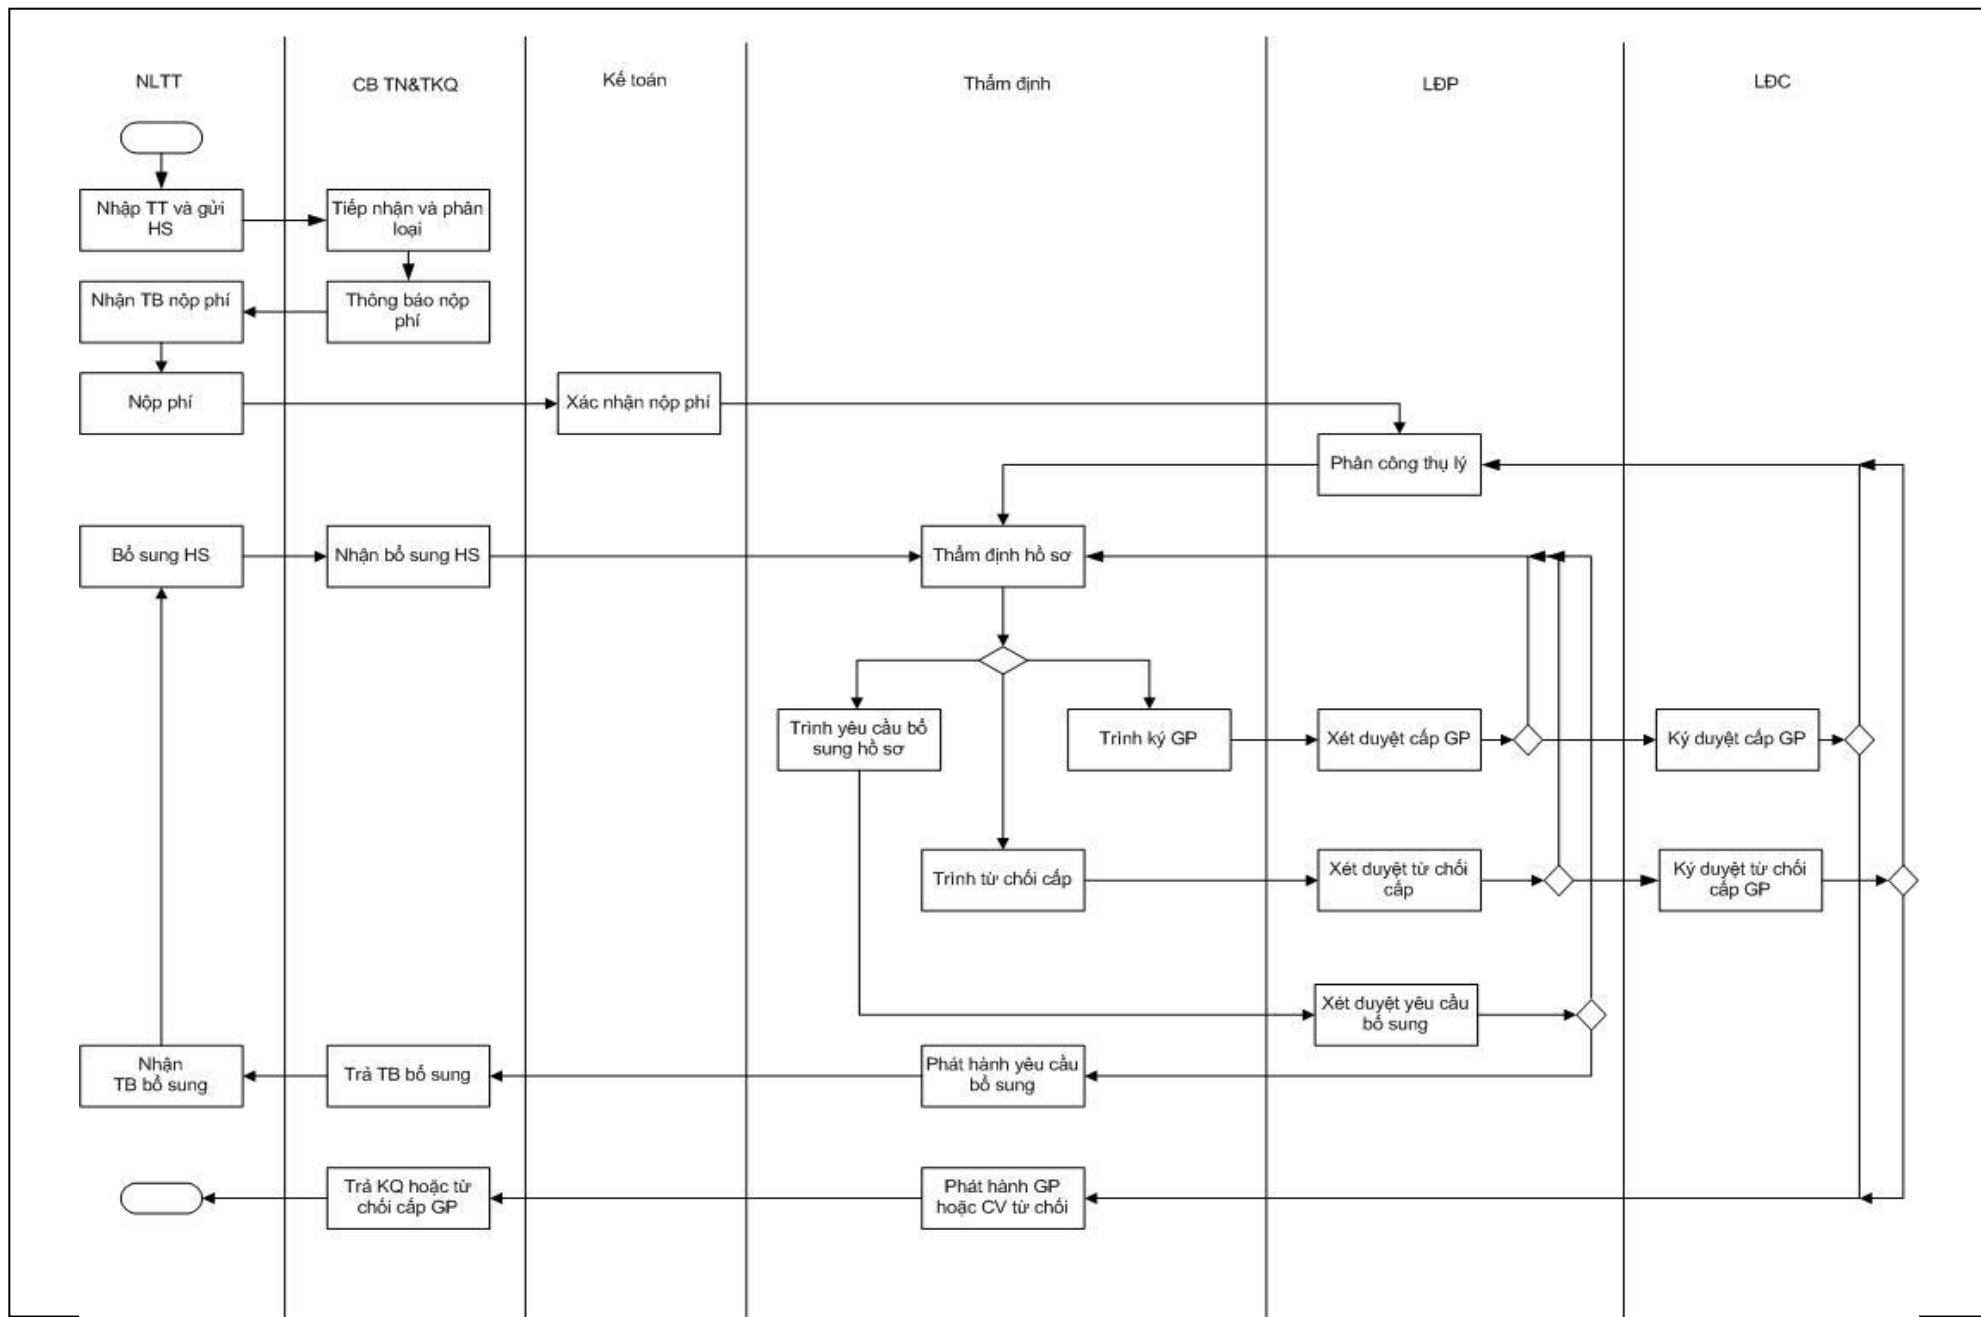 NLTT
CB TN&TKQ
Kế toán
Thẩm định
LĐP
LĐC
Nhập TT và gửi
HS
Tiếp nhận và phân
loại
Nhận TB nộp phí
Thông báo nộp
phí
Nộp phí
Xác nhận nộp phí
Phân công thụ lý
Bổ sung HS
Nhận bổ sung HS
Thẩm định hồ sơ
Trình yêu cầu bổ
sung hồ sơ
Trình ký GP
Xét duyệt cấp GP
Ký duyệt cấp GP
Trình từ chối cấp
Xét duyệt từ chối
cấp
Ký duyệt từ chối
cấp GP
Xét duyệt yêu cầu
bổ sung
Nhận
TB bổ sung
Trả TB bổ sung
Phát hành yêu cầu
bổ sung
Trả KQ hoặc từ
chối cấp GP
Phát hành GP
hoặc CV từ chối